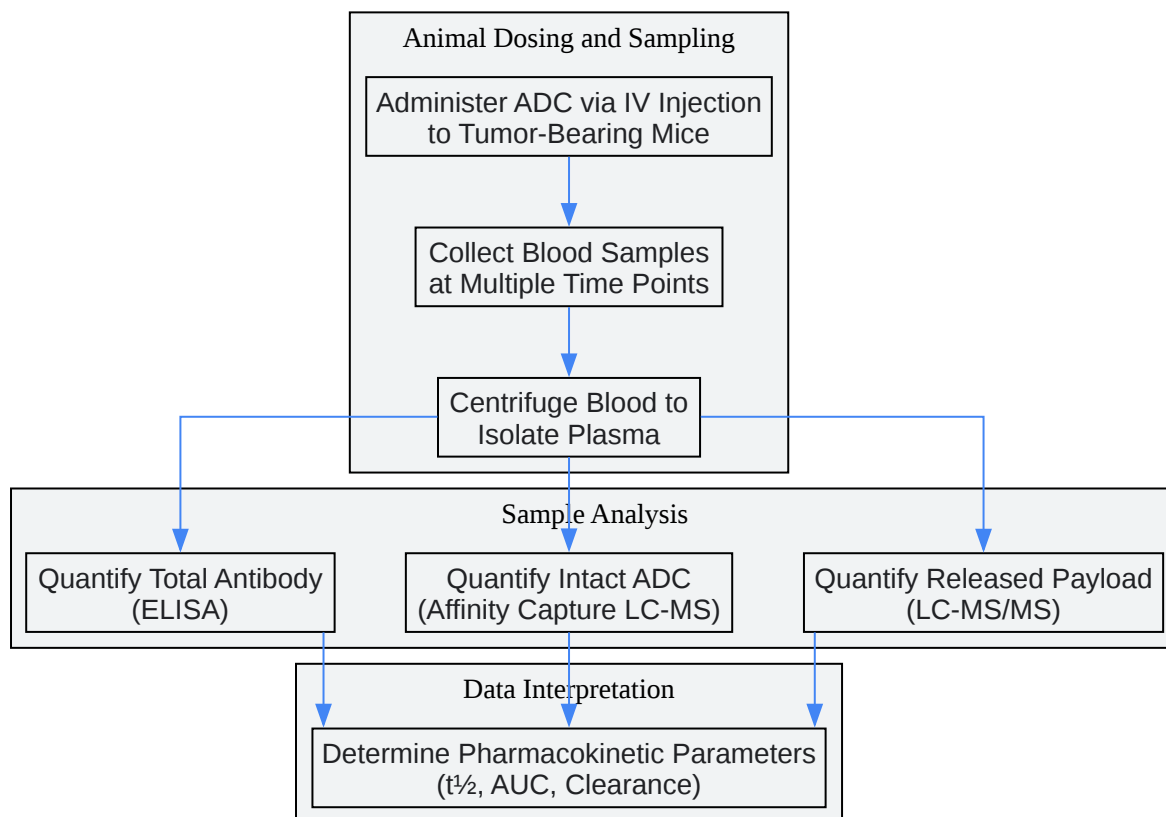 Animal Dosing and Sampling
Administer ADC via IV Injection
to Tumor-Bearing Mice
Collect Blood Samples
at Multiple Time Points
Centrifuge Blood to
Isolate Plasma
Sample Analysis
Quantify Total Antibody
(ELISA)
Quantify Intact ADC
(Affinity Capture LC-MS)
Quantify Released Payload
(LC-MS/MS)
Data Interpretation
Determine Pharmacokinetic Parameters
(t½, AUC, Clearance)